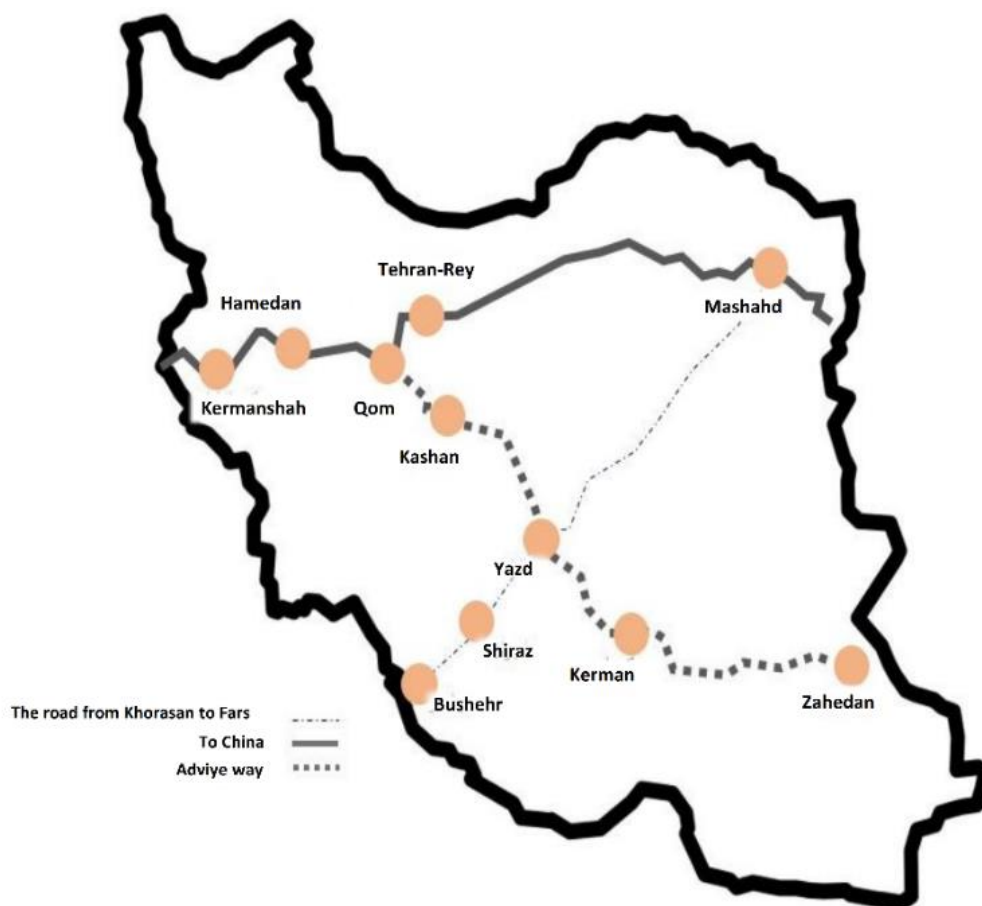 Tehran-Rey
Hamedan
Mashahd
Kermanshah
Qom
Kashan
Yazd
Shiraz
Kerman
Bushehr
Zahedan
The road from Khorasan to Fars
To China
Adviye way